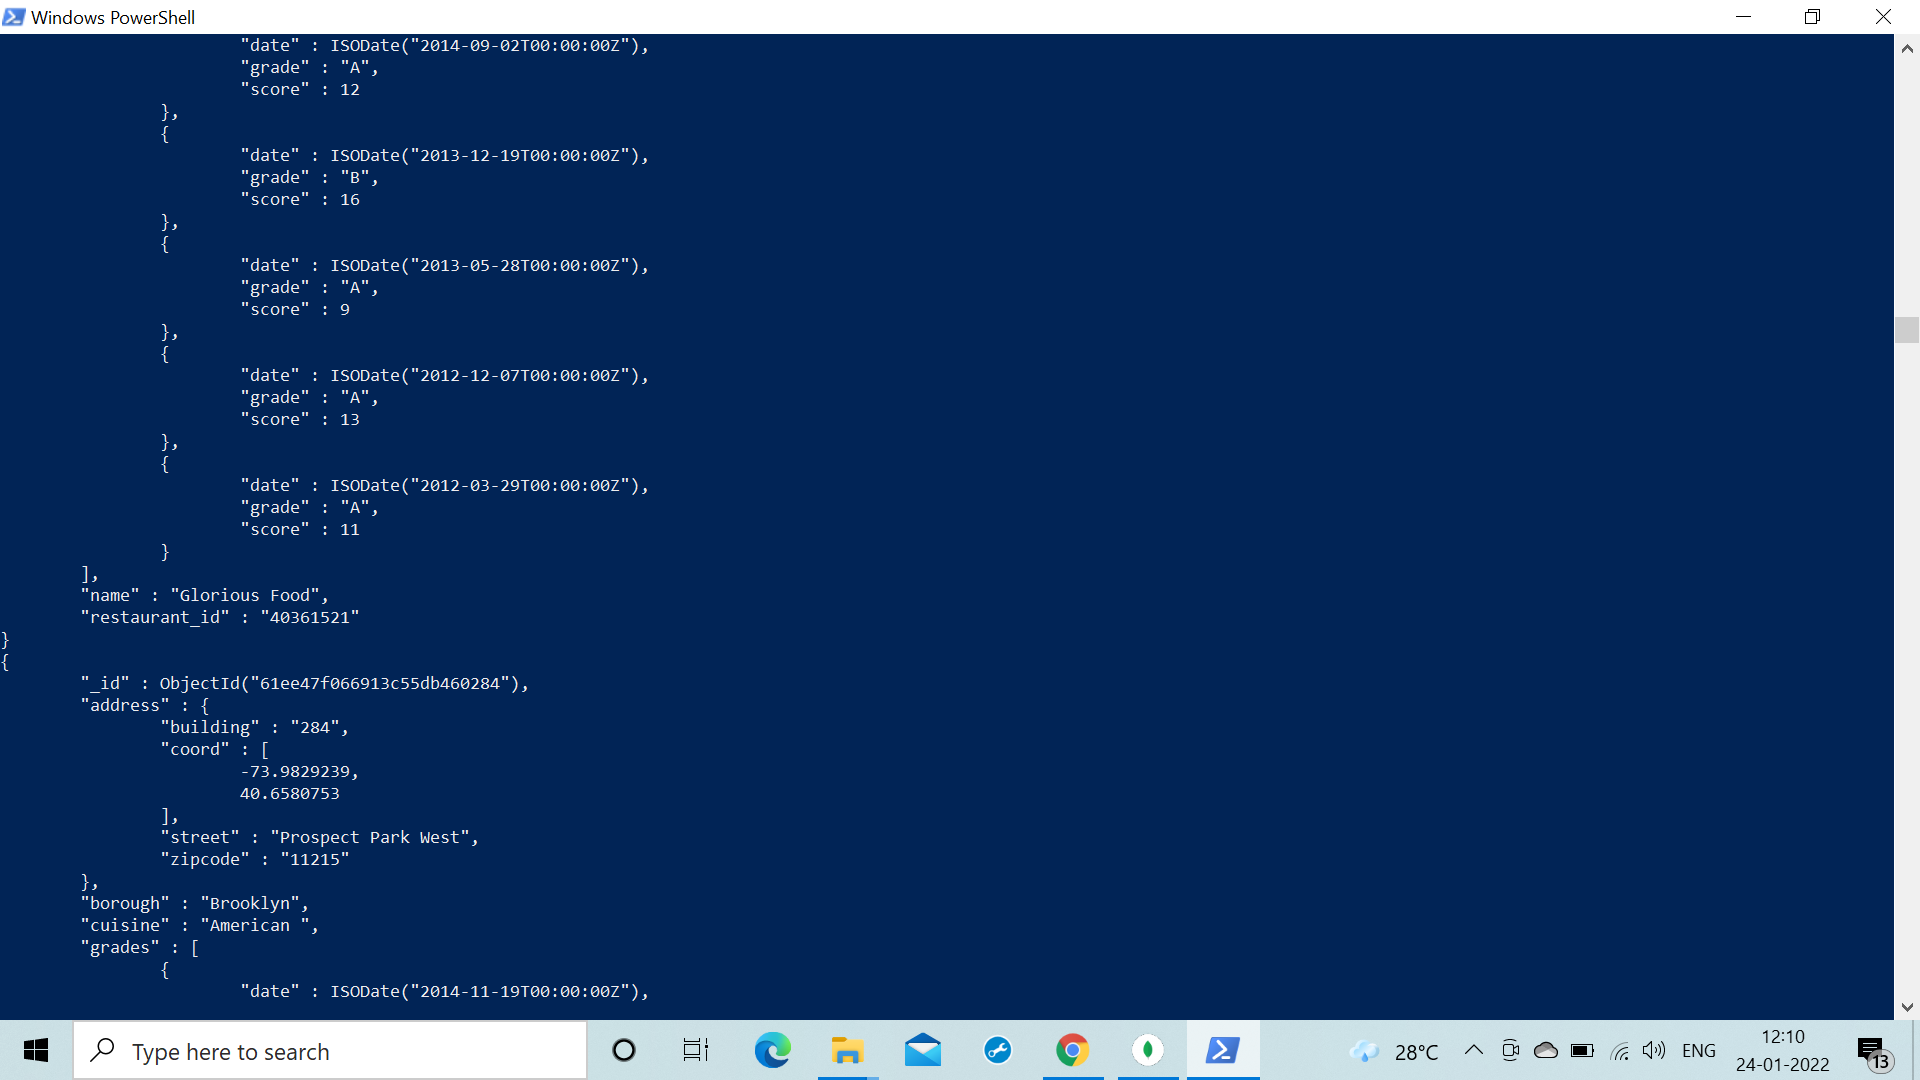 Windows PowerShell
"date" : ISODate("2014-09-02T00:00:00Z"),
"grade" : "A",
"score" : 12
},
{
"date" : ISODate("2013-12-19T00:00:00Z"),
"grade" : "B",
"score" : 16
},
{
"date" : ISODate("2013-05-28T00:00:00Z"),
"grade" : "A",
"score" : 9
},
{
"date" : ISODate("2012-12-07T00:00:00Z"),
"grade" : "A",
"score" : 13
},
{
"date" : ISODate("2012-03-29T00:00:00Z"),
"grade" : "A",
"score" : 11
}
],
"name" : "Glorious Food",
"restaurant_id" : "40361521"
}
{
"_id" : ObjectId("61ee47f066913c55db460284"),
"address" : {
"building" : "284",
"coord" : [
-73.9829239,
40.6580753
],
"street" : "Prospect Park West",
"zipcode" : "11215"
},
"borough" : "Brooklyn",
"cuisine" : "American ",
"grades" : [
{
"date" : ISODate("2014-11-19T00:00:00Z"),
Type here to search
28°C
ENG
12:10
24-01-2022
13